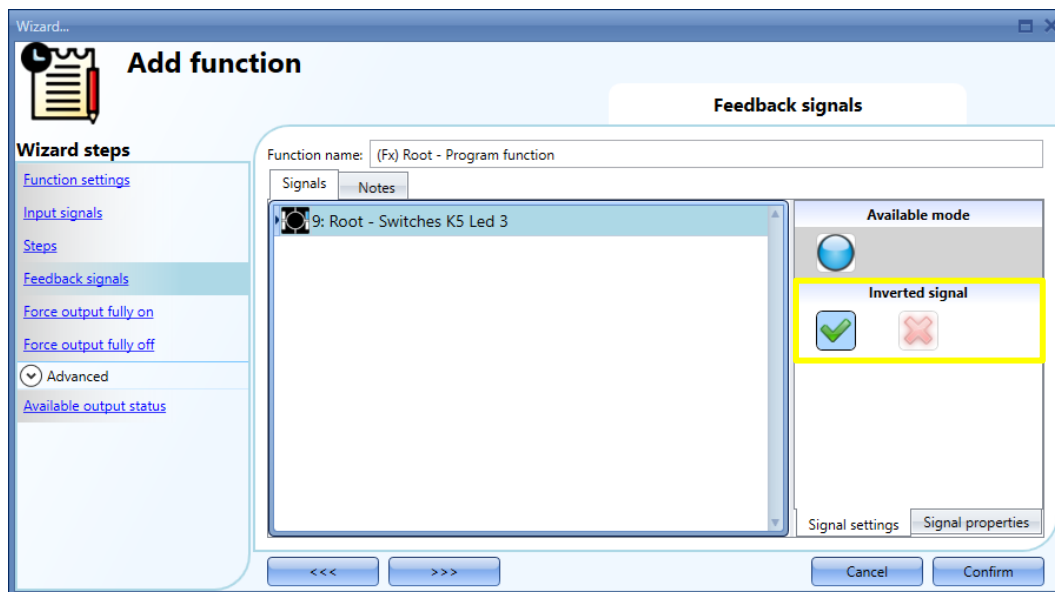 Wizard...
Add function
Feedback signals
Wizard steps
Function settings
Input signals
Steps
Feedback signals
Force output fully on
Force output fully off
Advanced
Available output status
Function name: (Fx) Root - Program function
Signals Notes
9: Root - Switches K5 Led 3
Available mode
Inverted signal
Signal settings Signal properties
<<< >>> Cancel Confirm